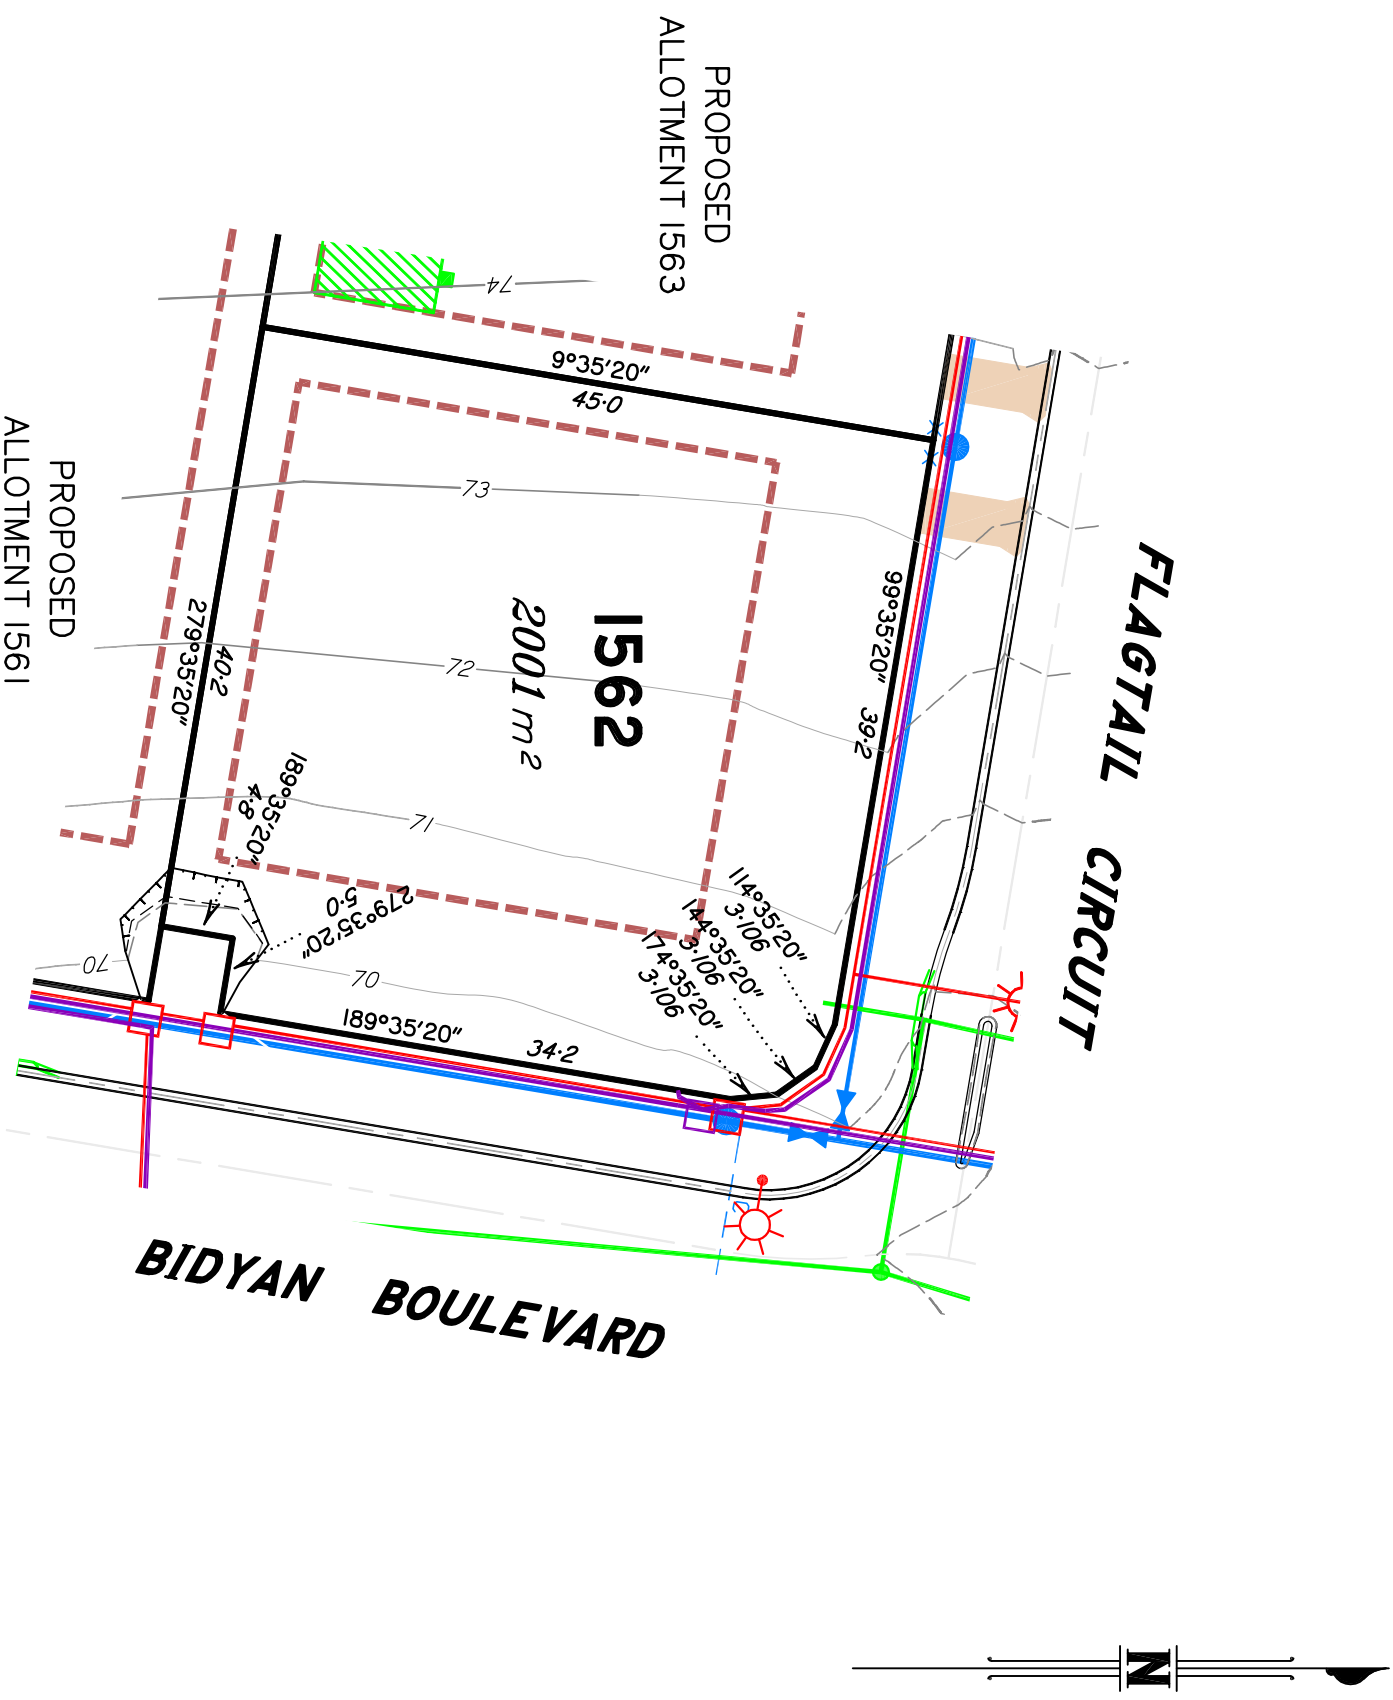 PROPOSED
ALLOTMENT 1563
74
9°35'20"
45·0
FLAGTAIL CIRCUIT
73
99°35'20" 39·2
PROPOSED
ALLOTMENT 1561
1562
2001 m²
72
40·2
279°35'20"
71
189°35'20"
4·8
279°35'20"
5·0
114°35'20"
3·106
144°35'20"
3·106
174°35'20"
3·106
70
70
189°35'20" 34·2
BIDYAN BOULEVARD
N